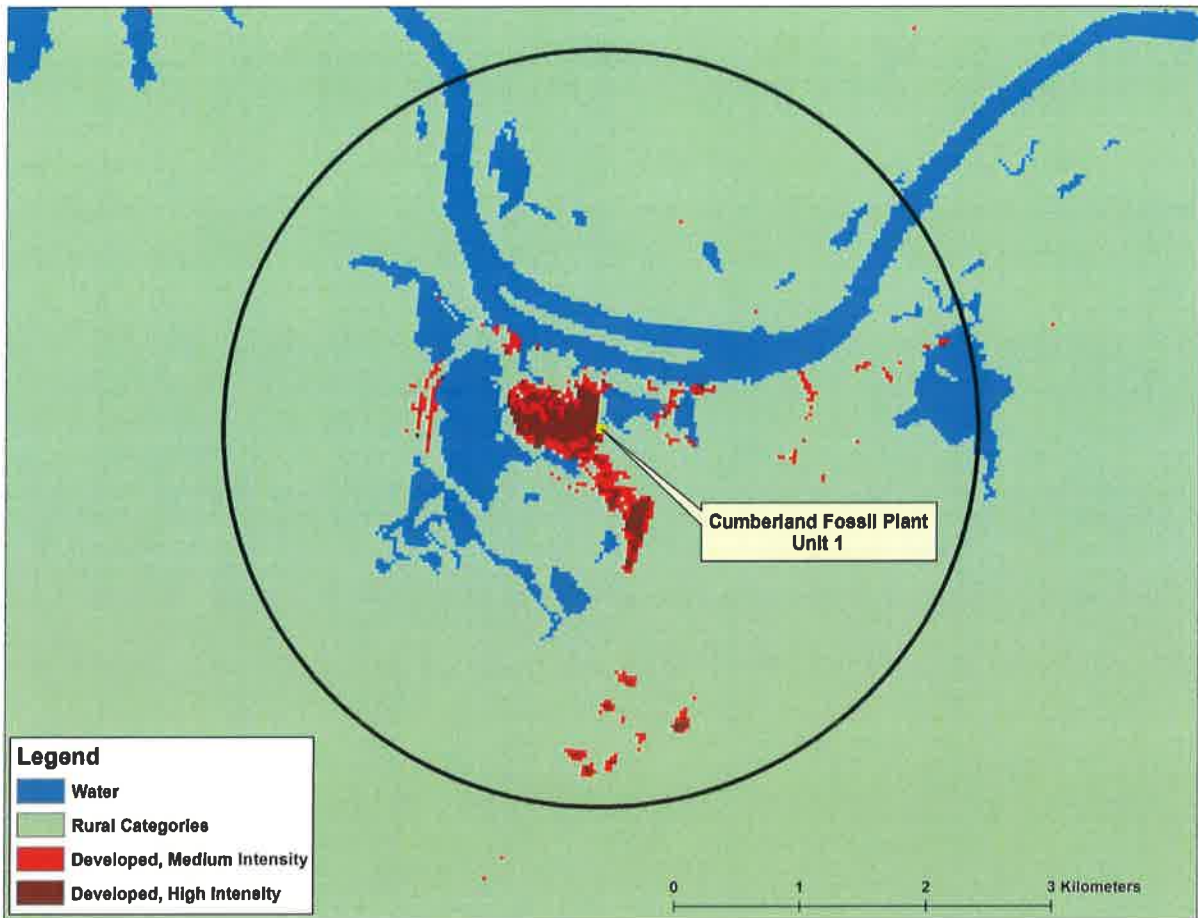 Cumberland Fossil Plant
Unit 1
Legend
Water
Rural Categories
Developed, Medium Intensity
Developed, High Intensity
0 1 2 3 Kilometers